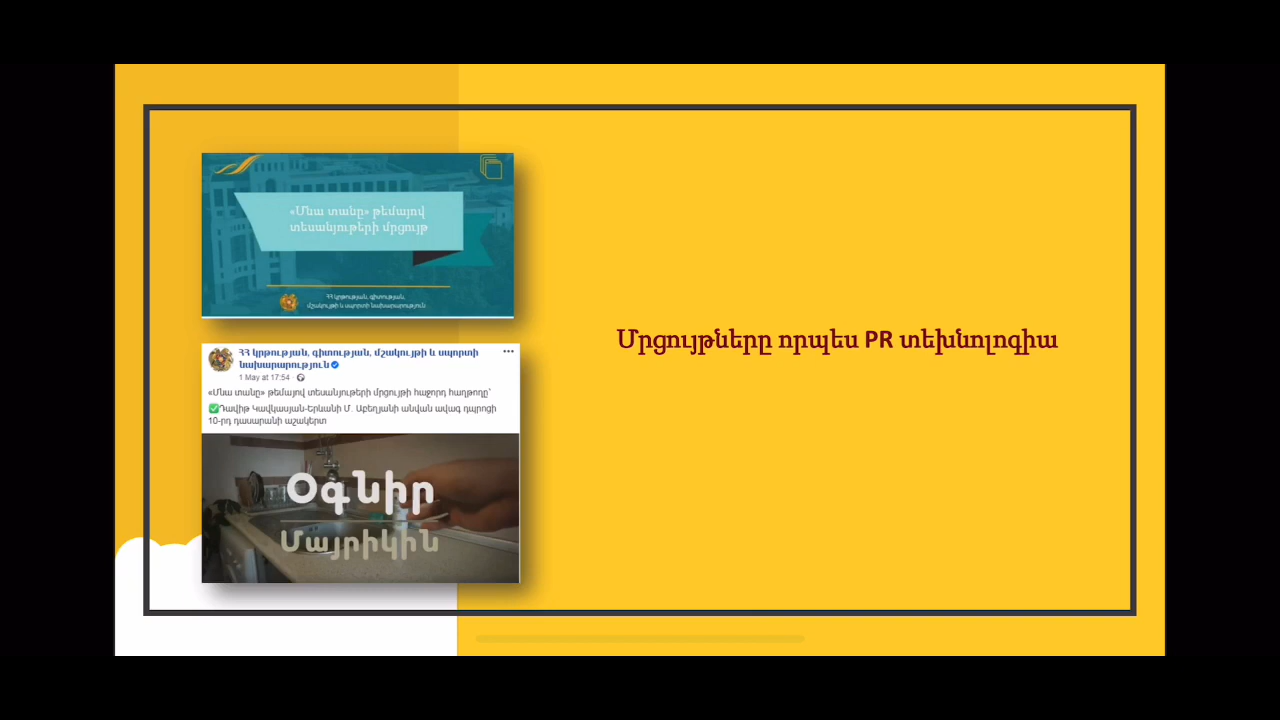 «Մնա տանը» թեմայով
տեսանյութերի մրցույթ
ՀՀ կրթության, գիտության,
մշակույթի և սպորտի նախարարություն
ՀՀ կրթության, գիտության, մշակույթի և սպորտի
նախարարություն
1 May at 17:54
«Մնա տանը» թեմայով տեսանյութերի մրցույթի հաջորդ հաղթողը՝
✅Դավիթ Կավկասյան-Երևանի Մ. Աբեղյանի անվան ավագ դպրոցի
10-րդ դասարանի աշակերտ
Օգնիր
Մայրիկին
Մրցույթները որպես PR տեխնոլոգիա